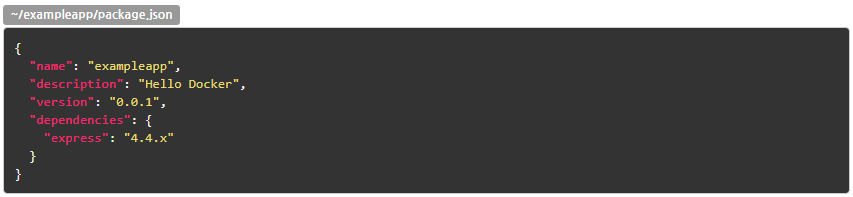 ~/exampleapp/package.json
{
  "name": "exampleapp",
  "description": "Hello Docker",
  "version": "0.0.1",
  "dependencies": {
    "express": "4.4.x"
  }
}